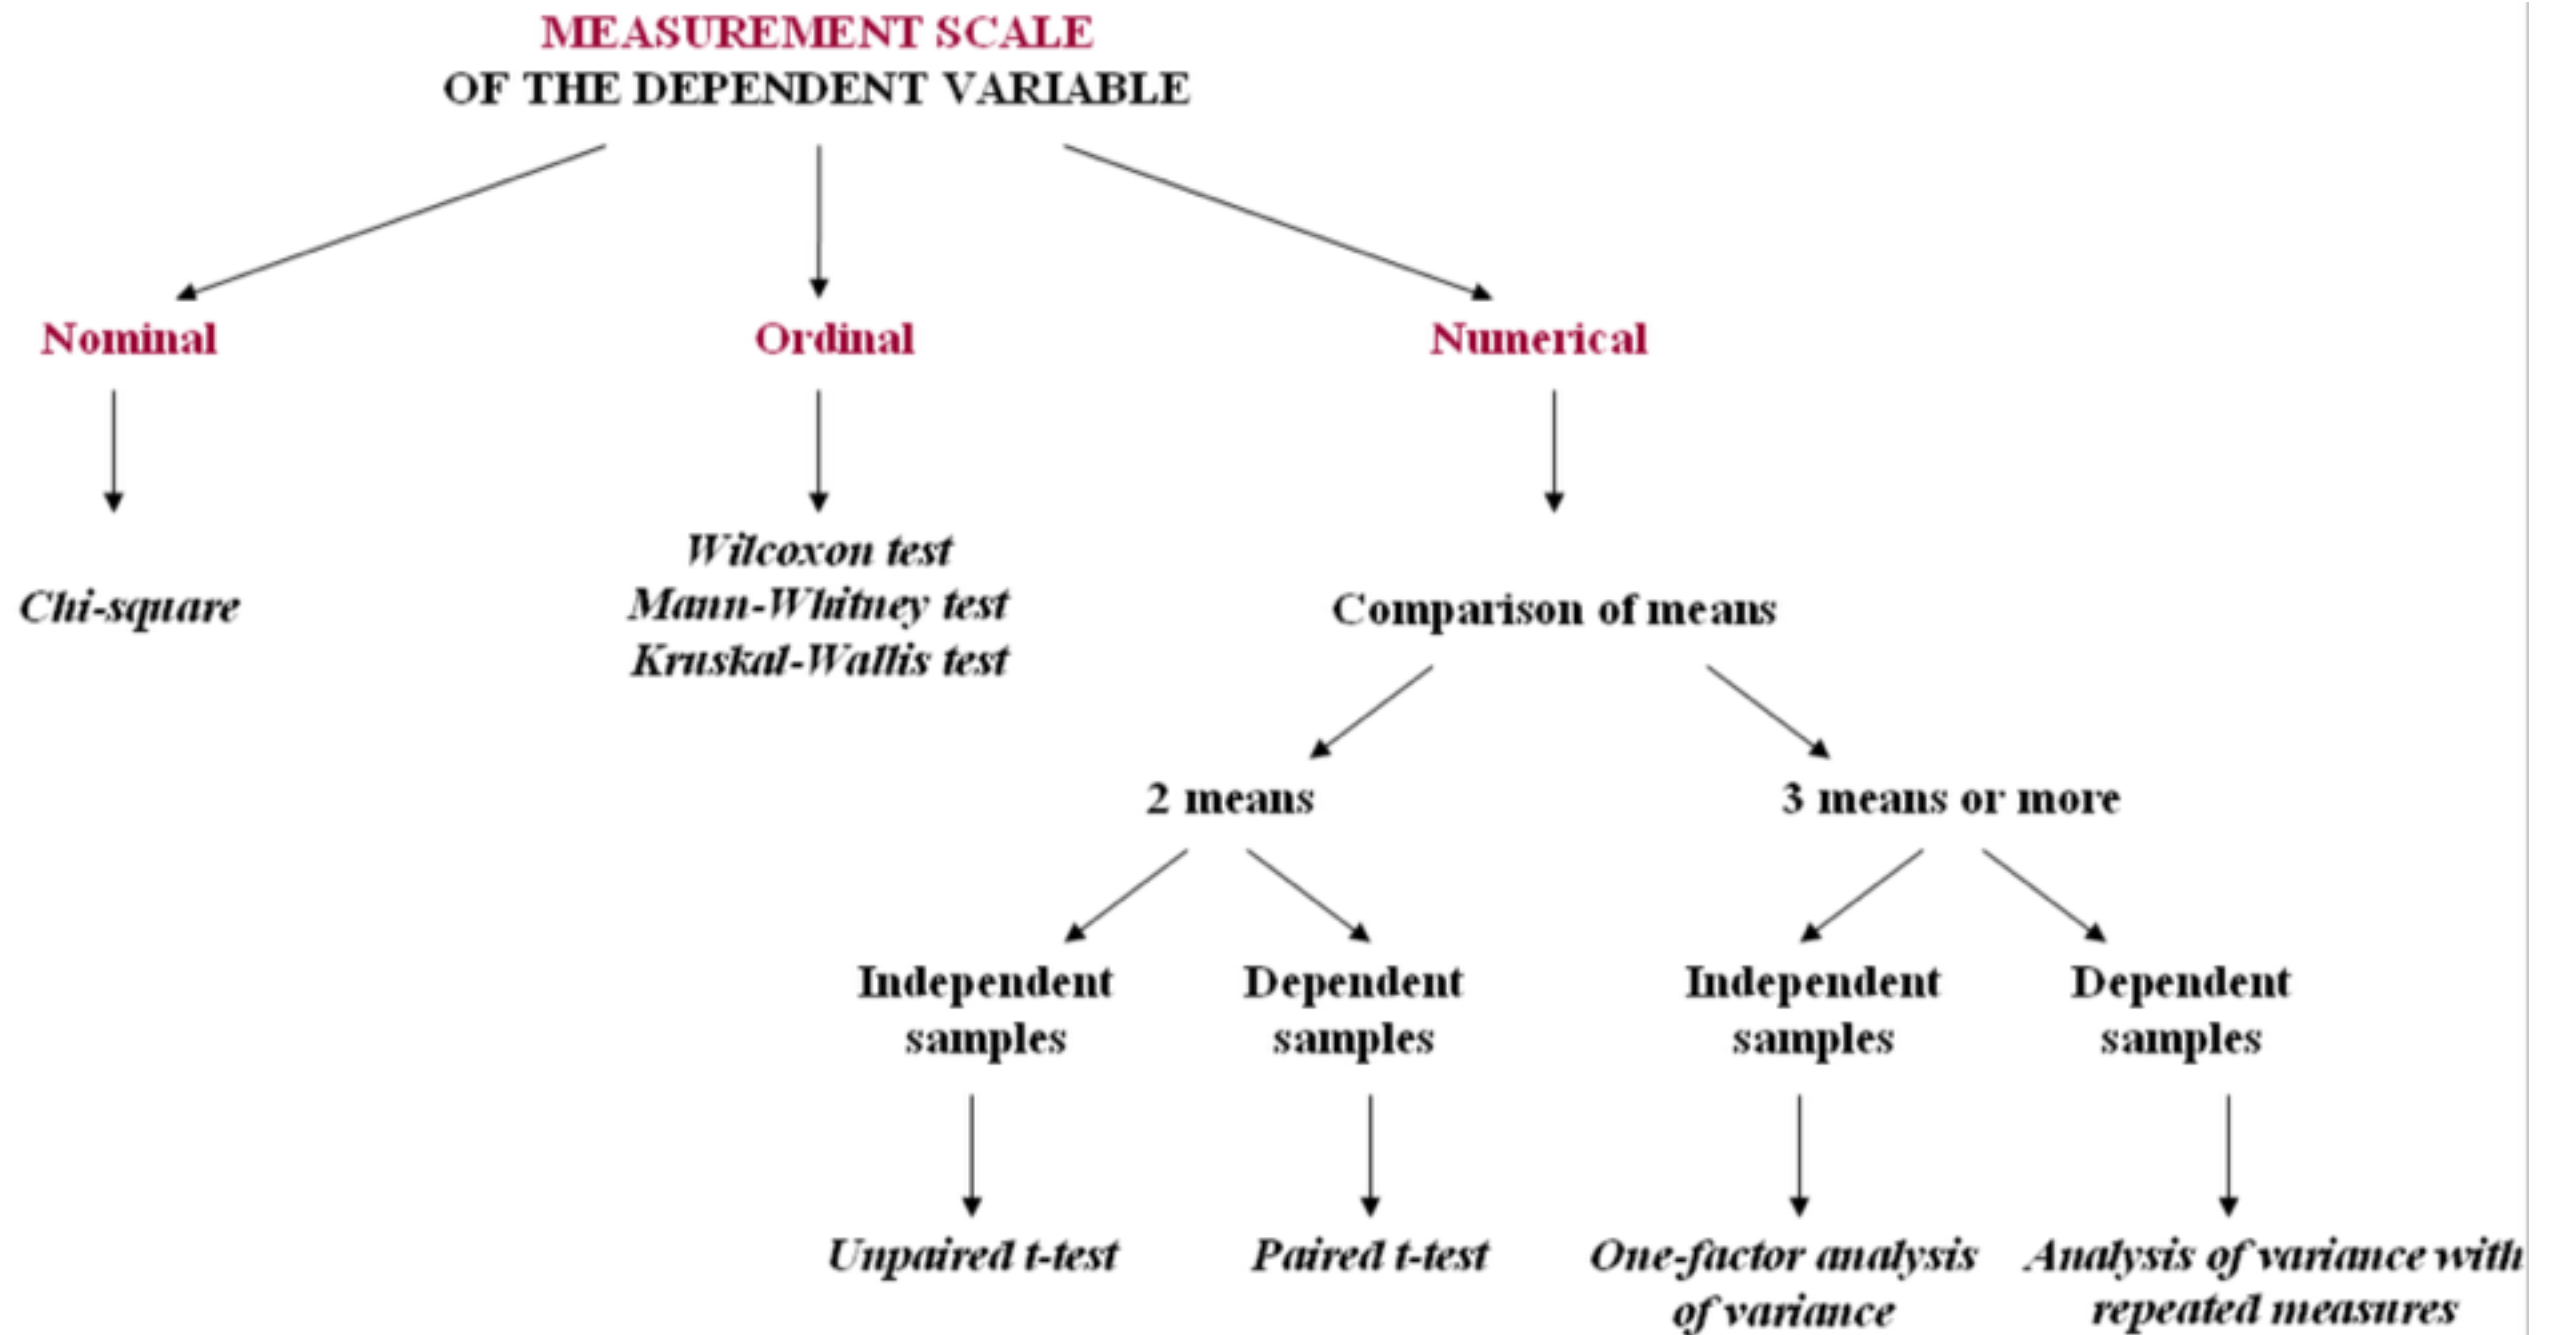 MEASUREMENT SCALE
OF THE DEPENDENT VARIABLE
Nominal
Ordinal
Numerical
Chi-square
Wilcoxon test
Mann-Whitney test
Kruskal-Wallis test
Comparison of means
2 means
3 means or more
Independent
samples
Dependent
samples
Independent
samples
Dependent
samples
Unpaired t-test
Paired t-test
One-factor analysis
of variance
Analysis of variance with
repeated measures